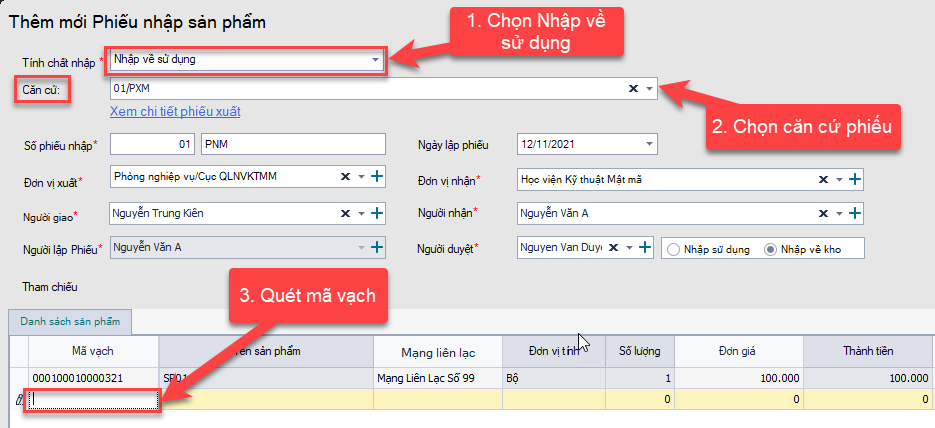 Thêm mới Phiếu nhập sản phẩm
1. Chọn Nhập về
sử dụng
Tính chất nhập * Nhập về sử dụng
Căn cứ: 01/PXM
Xem chi tiết phiếu xuất
2. Chọn căn cứ phiếu
Số phiếu nhập* 01 PNM Ngày lập phiếu 12/11/2021
Đơn vị xuất* Phòng nghiệp vụ/Cục QLNVKTMM Đơn vị nhận* Học viện Kỹ thuật Mật mã
Người giao* Nguyễn Trung Kiên Người nhận* Nguyễn Văn A
Người lập Phiếu* Nguyễn Văn A Người duyệt* Nguyen Van Duy Nhập sử dụng Nhập về kho
Tham chiếu
3. Quét mã vạch
Danh sách sản phẩm
Mã vạch sản phẩm Mạng liên lạc Đơn vị tính Số lượng Đơn giá Thành tiền
000100010000321 Mạng Liên Lạc Số 99 Bộ 1 100.000 100.000
0 0 0